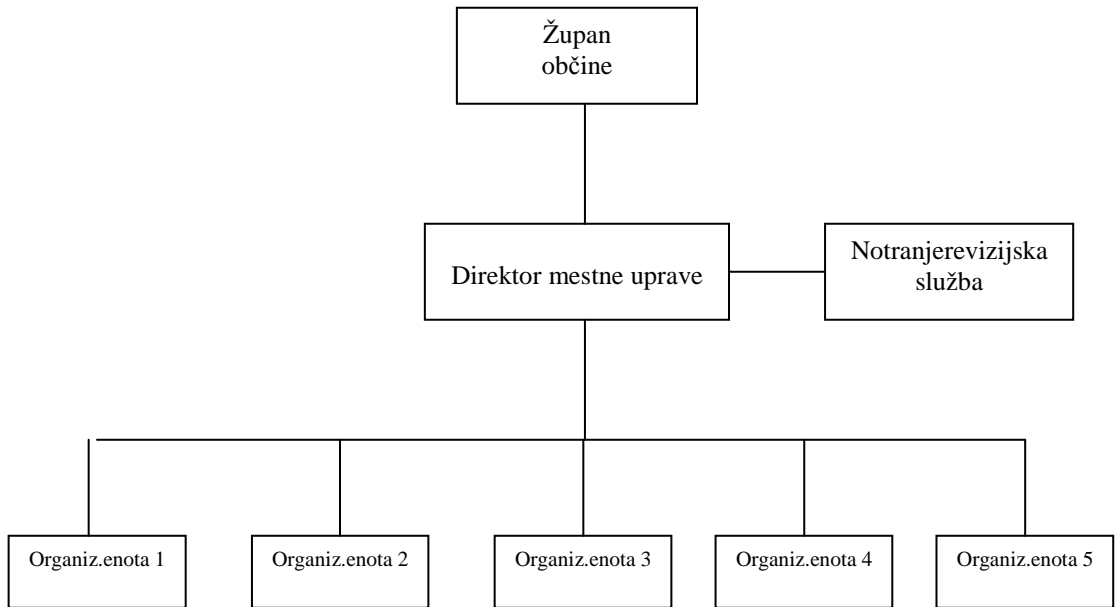 Župan
občine
Direktor mestne uprave
Notranjerevizijska
služba
Organiz.enota 1
Organiz.enota 2
Organiz.enota 3
Organiz.enota 4
Organiz.enota 5